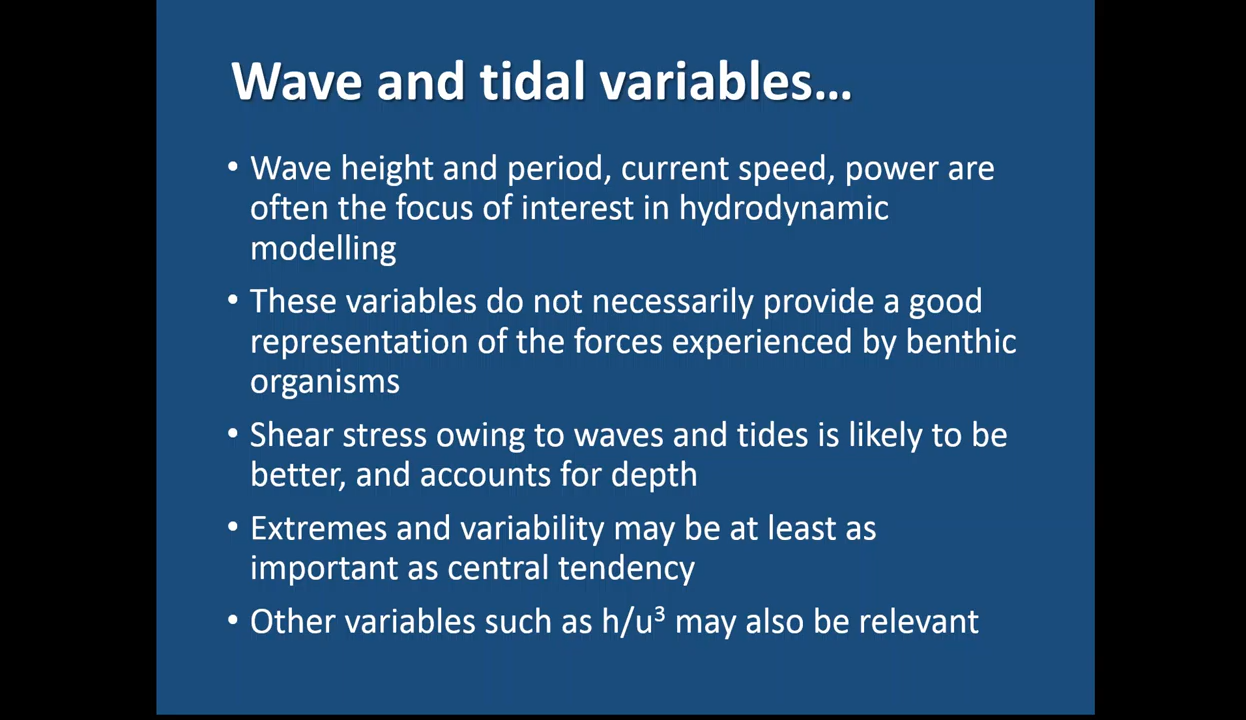 Wave and tidal variables…
• Wave height and period, current speed, power are
often the focus of interest in hydrodynamic
modelling
• These variables do not necessarily provide a good
representation of the forces experienced by benthic
organisms
• Shear stress owing to waves and tides is likely to be
better, and accounts for depth
• Extremes and variability may be at least as
important as central tendency
• Other variables such as h/u³ may also be relevant